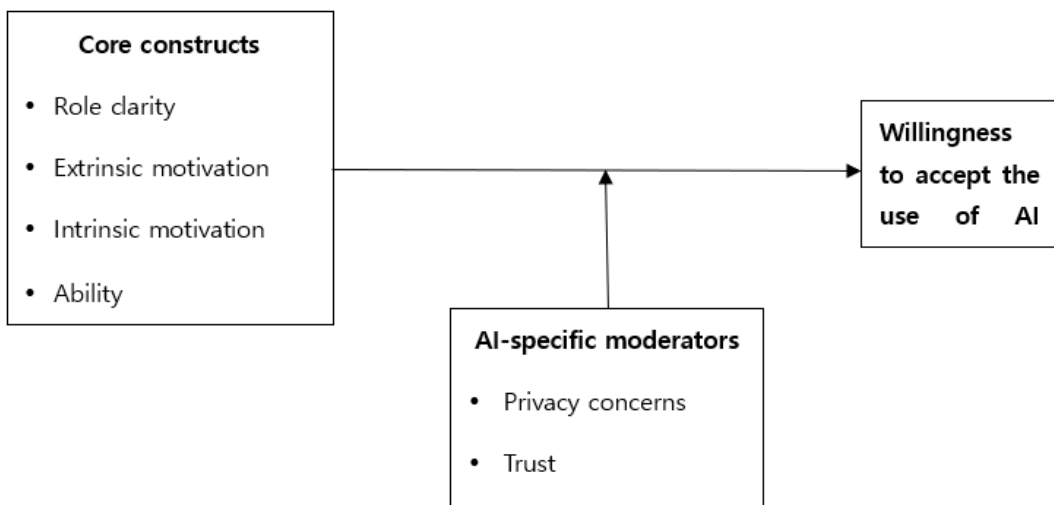 Core constructs
• Role clarity
• Extrinsic motivation
• Intrinsic motivation
• Ability
Willingness
to accept the
use of AI
AI-specific moderators
• Privacy concerns
• Trust